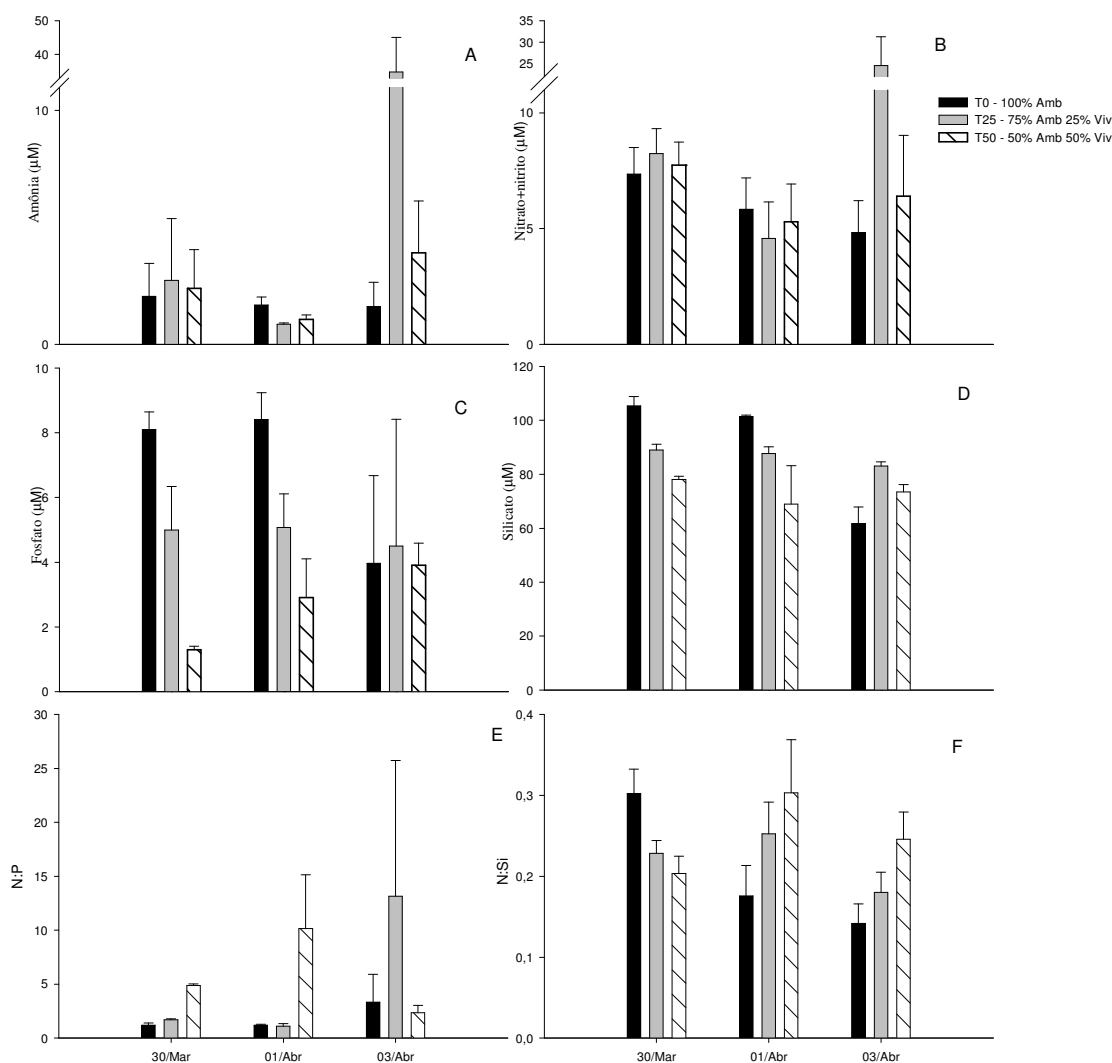 A
Amônia (µM)
50
40
10
0
B
Nitrato+nitrito (µM)
35
30
25
10
5
0
T0 - 100% Amb
T25 - 75% Amb 25% Viv
T50 - 50% Amb 50% Viv
C
Fosfato (µM)
10
8
6
4
2
0
D
Silicato (µM)
120
100
80
60
40
20
0
E
N:P
30
25
20
15
10
5
0
30/Mar 01/Abr 03/Abr
F
N:Si
0,4
0,3
0,2
0,1
0,0
30/Mar 01/Abr 03/Abr